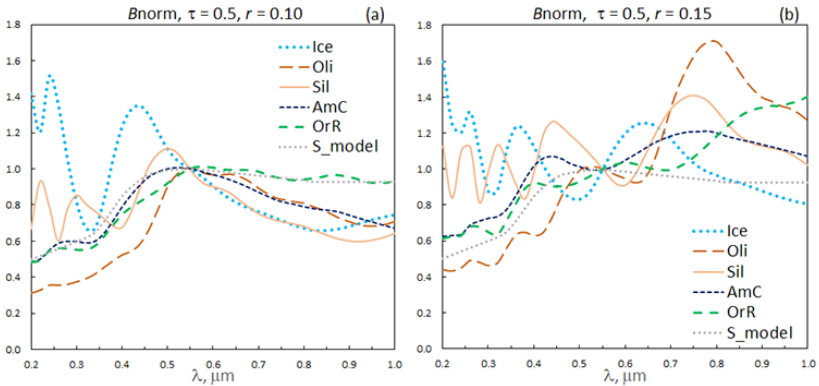 Bnorm, τ = 0.5, r = 0.10 (a)
1.8
1.6
1.4
1.2
1.0
0.8
0.6
0.4
0.2
0.0
Ice
Oli
Sil
AmC
OrR
S_model
0.2 0.3 0.4 0.5 0.6 0.7 0.8 0.9 1.0
λ, μm
Bnorm, τ = 0.5, r = 0.15 (b)
1.8
1.6
1.4
1.2
1.0
0.8
0.6
0.4
0.2
0.0
Ice
Oli
Sil
AmC
OrR
S_model
0.2 0.3 0.4 0.5 0.6 0.7 0.8 0.9 1.0
λ, μm